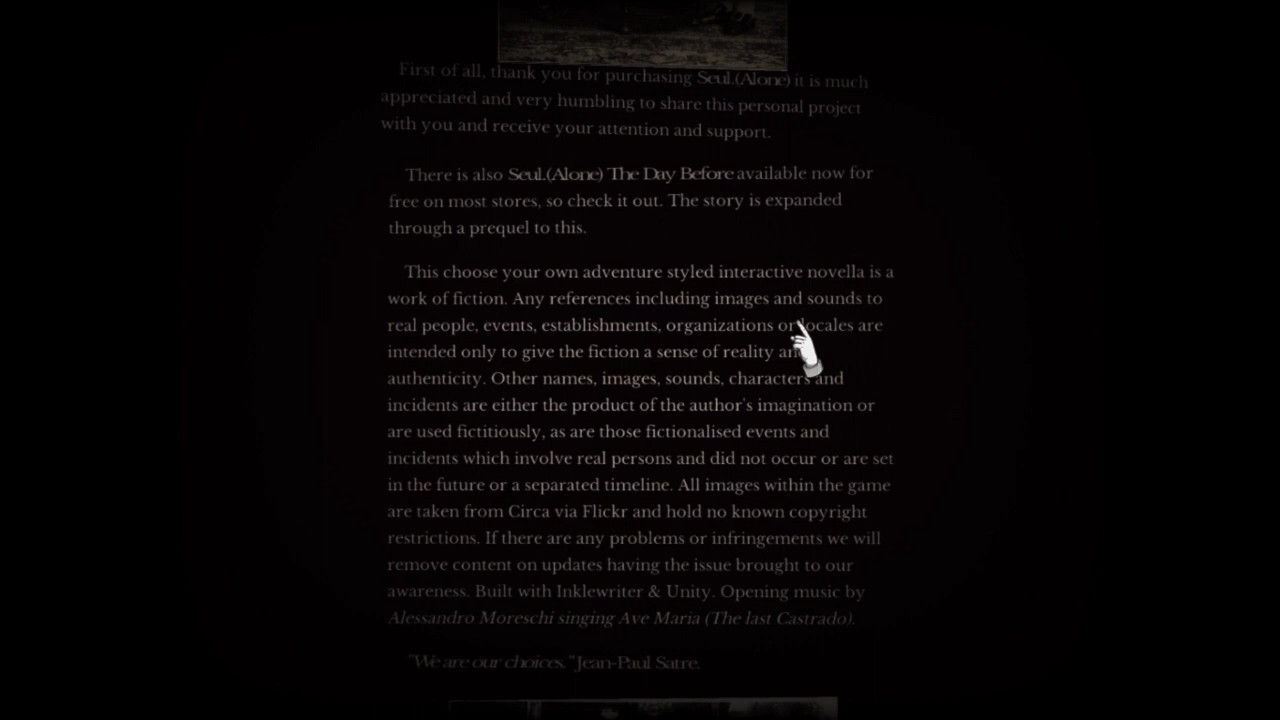 First of all, thank you for purchasing Seul.(Alone) it is much
appreciated and very humbling to share this personal project
with you and receive your attention and support.
There is also Seul.(Alone) The Day Before available now for
free on most stores, so check it out. The story is expanded
through a prequel to this.
This choose your own adventure styled interactive novella is a
work of fiction. Any references including images and sounds to
real people, events, establishments, organizations or locales are
intended only to give the fiction a sense of reality and
authenticity. Other names, images, sounds, characters and
incidents are either the product of the author's imagination or
are used fictitiously, as are those fictionalised events and
incidents which involve real persons and did not occur or are set
in the future or a separated timeline. All images within the game
are taken from Circa via Flickr and hold no known copyright
restrictions. If there are any problems or infringements we will
remove content on updates having the issue brought to our
awareness. Built with Inklewriter & Unity. Opening music by
Alessandro Moreschi singing Ave Maria (The last Castrado).
"We are our choices." Jean-Paul Satre.